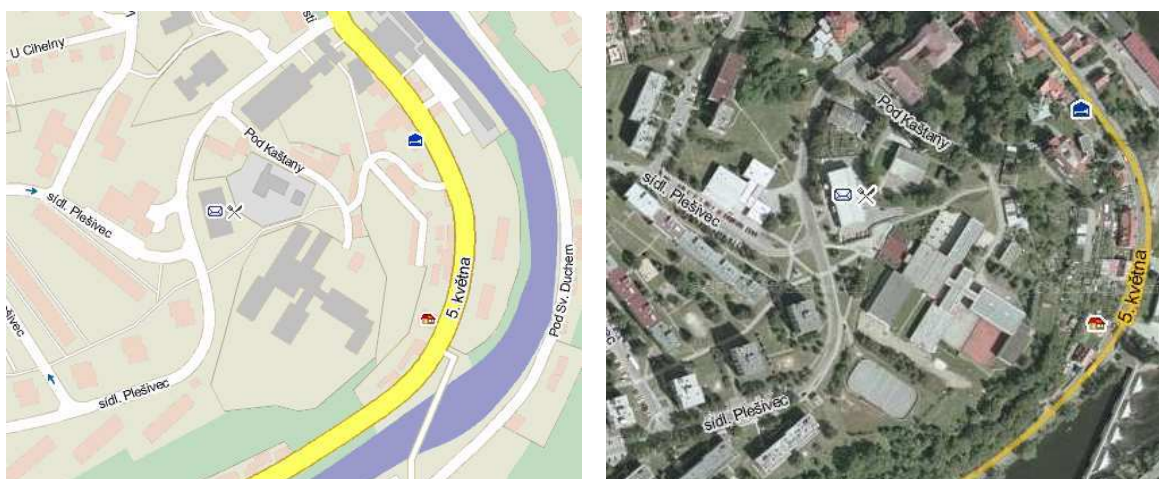 U Cihelny
Pod Kaštany
sídl. Plešivec
5. května
Pod Sv. Duchem
sídl. Plešivec
Pod Kaštany
sídl. Plešivec
5. května
sídl. Plešivec